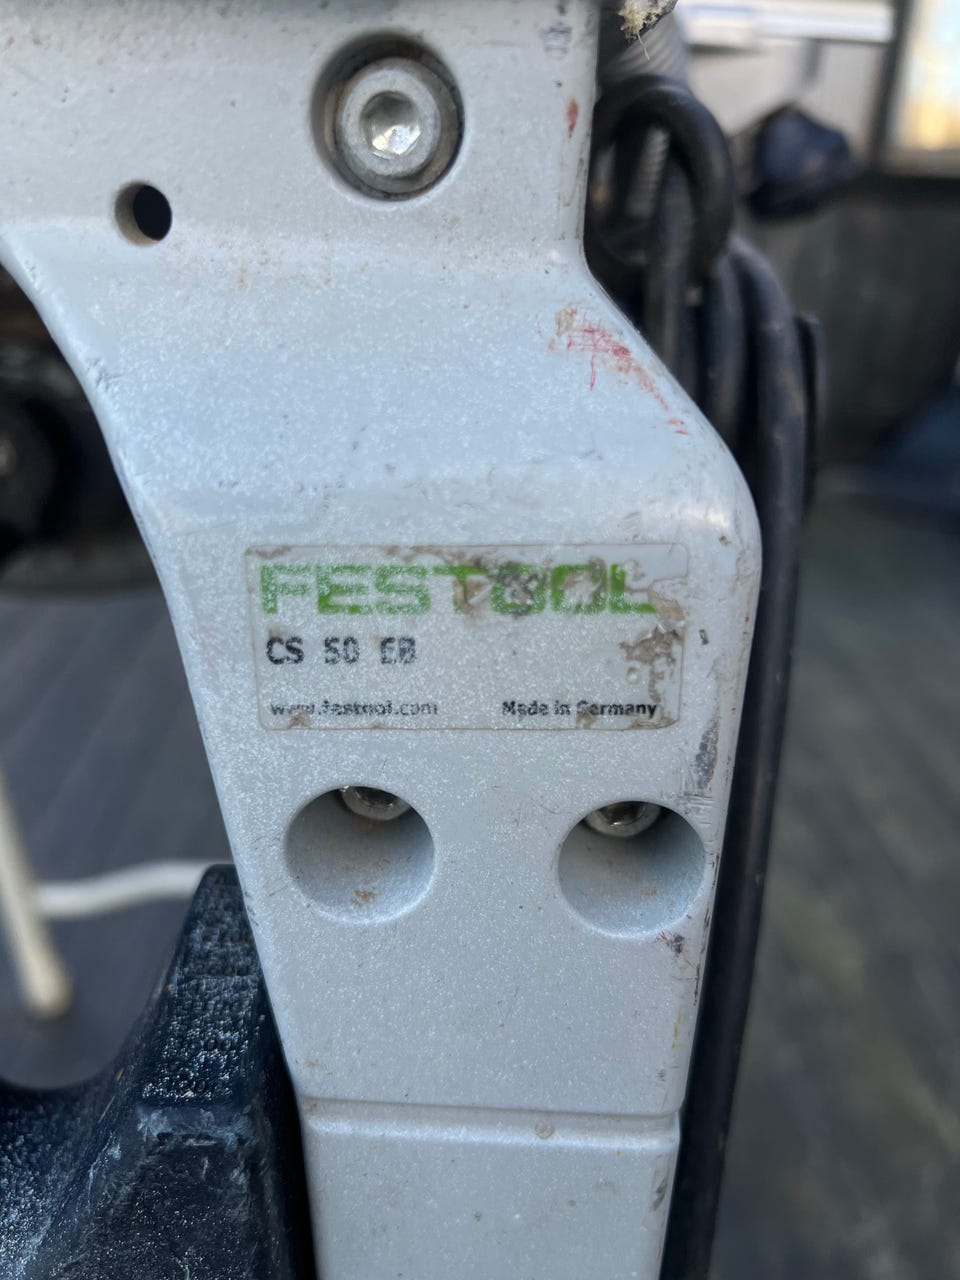 FESTOOL
CS 50 EB
www.festool.com
Made in Germany